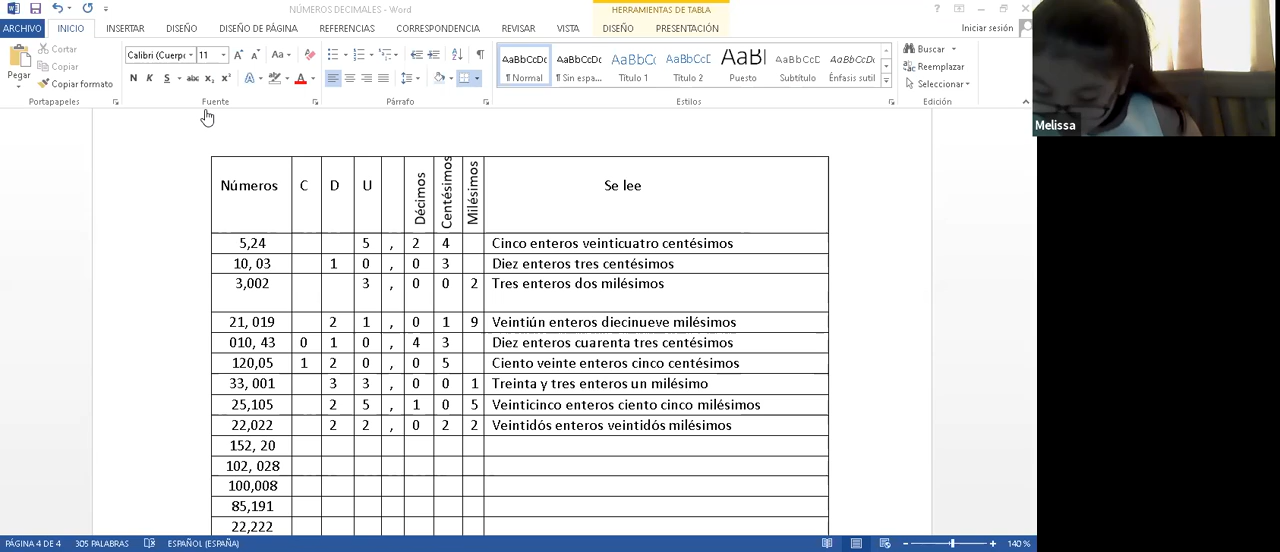 NÚMEROS DECIMALES - Word
HERRAMIENTAS DE TABLA
ARCHIVO INICIO INSERTAR DISEÑO DISEÑO DE PÁGINA REFERENCIAS CORRESPONDENCIA REVISAR VISTA DISEÑO PRESENTACIÓN Iniciar sesión
Pegar
Cortar
Copiar
Copiar formato
Portapapeles
Calibri (Cuerp 11
N K S abc x₂ x²
Fuente
Párrafo
AaBbCcDc AaBbCcDc AaBbCc AaBbCcD AaBl AaBbCcD AaBbCcDc
¶ Normal ¶ Sin espa... Título 1 Título 2 Puesto Subtítulo Énfasis sutil
Estilos
Buscar
Reemplazar
Seleccionar
Edición
Melissa
Números C D U Décimos Centésimos Milésimos Se lee
5,24 5 , 2 4 Cinco enteros veinticuatro centésimos
10, 03 1 0 , 0 3 Diez enteros tres centésimos
3,002 3 , 0 0 2 Tres enteros dos milésimos
21, 019 2 1 , 0 1 9 Veintiún enteros diecinueve milésimos
010, 43 0 1 0 , 4 3 Diez enteros cuarenta tres centésimos
120,05 1 2 0 , 0 5 Ciento veinte enteros cinco centésimos
33, 001 3 3 , 0 0 1 Treinta y tres enteros un milésimo
25,105 2 5 , 1 0 5 Veinticinco enteros ciento cinco milésimos
22,022 2 2 , 0 2 2 Veintidós enteros veintidós milésimos
152, 20
102, 028
100,008
85,191
22,222
PÁGINA 4 DE 4 305 PALABRAS ESPAÑOL (ESPAÑA) 140 %